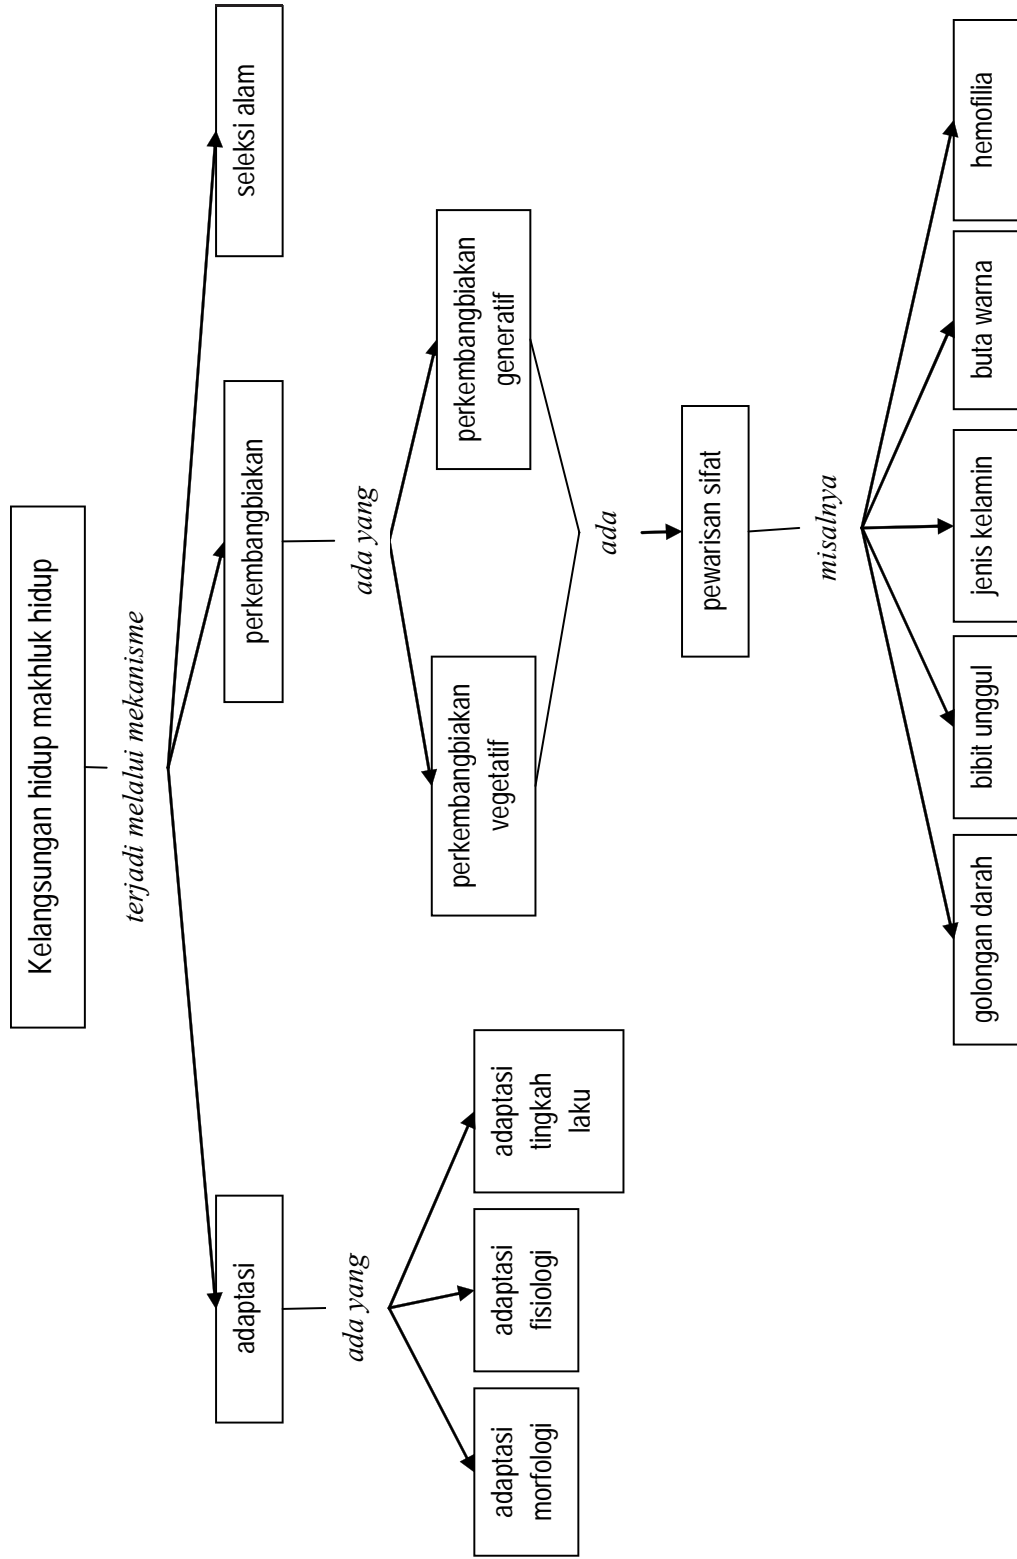 Kelangsungan hidup makhluk hidup
terjadi melalui mekanisme
adaptasi
perkembangbiakan
seleksi alam
ada yang
ada yang
adaptasi
morfologi
adaptasi
fisiologi
adaptasi
tingkah
laku
perkembangbiakan
vegetatif
perkembangbiakan
generatif
ada
pewarisan sifat
misalnya
golongan darah
bibit unggul
jenis kelamin
buta warna
hemofilia